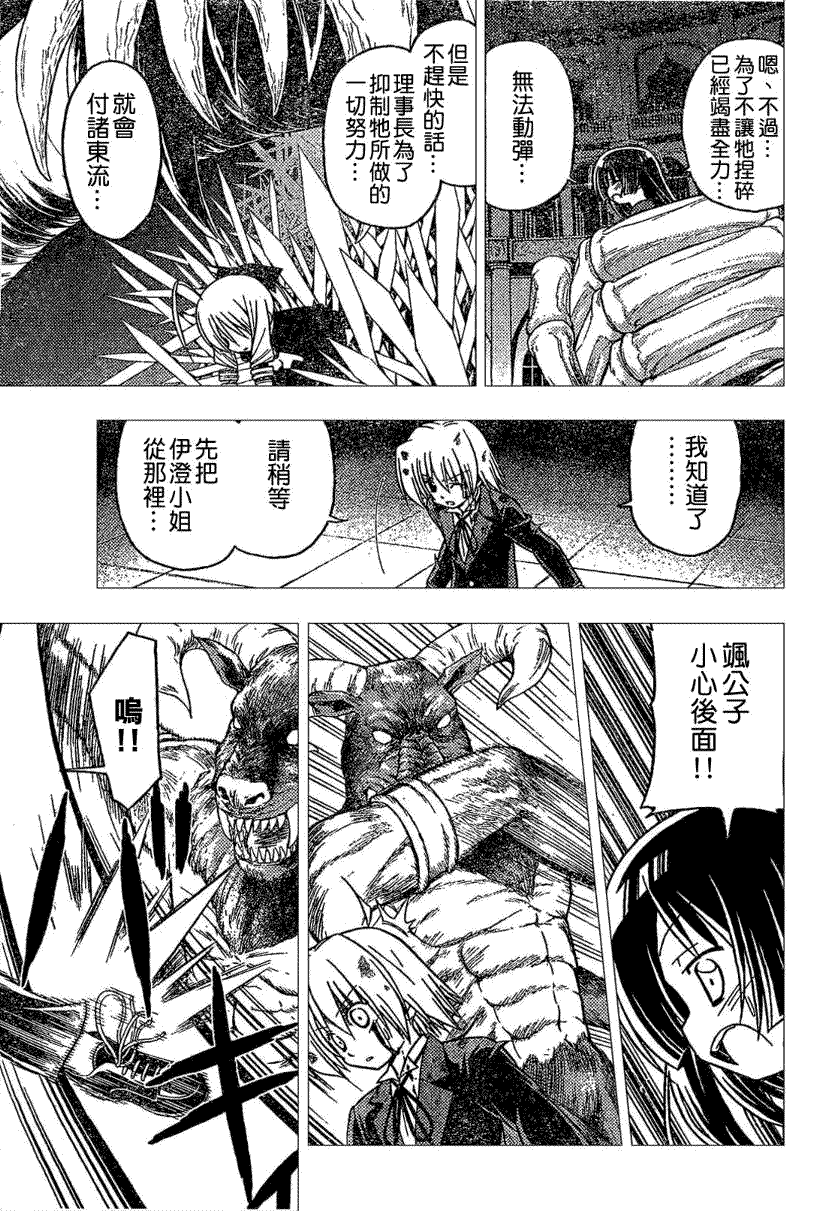 嗯、不過…
為了不讓牠捏碎
已經竭盡全力…
無法動彈…
但是
不趕快的話…
理事長為了
抑制牠所做的
一切努力…
就會
付諸東流…
我知道了
………
請稍等
先把
伊澄小姐
從那裡…
颯公子
小心後面!!
嗚!!